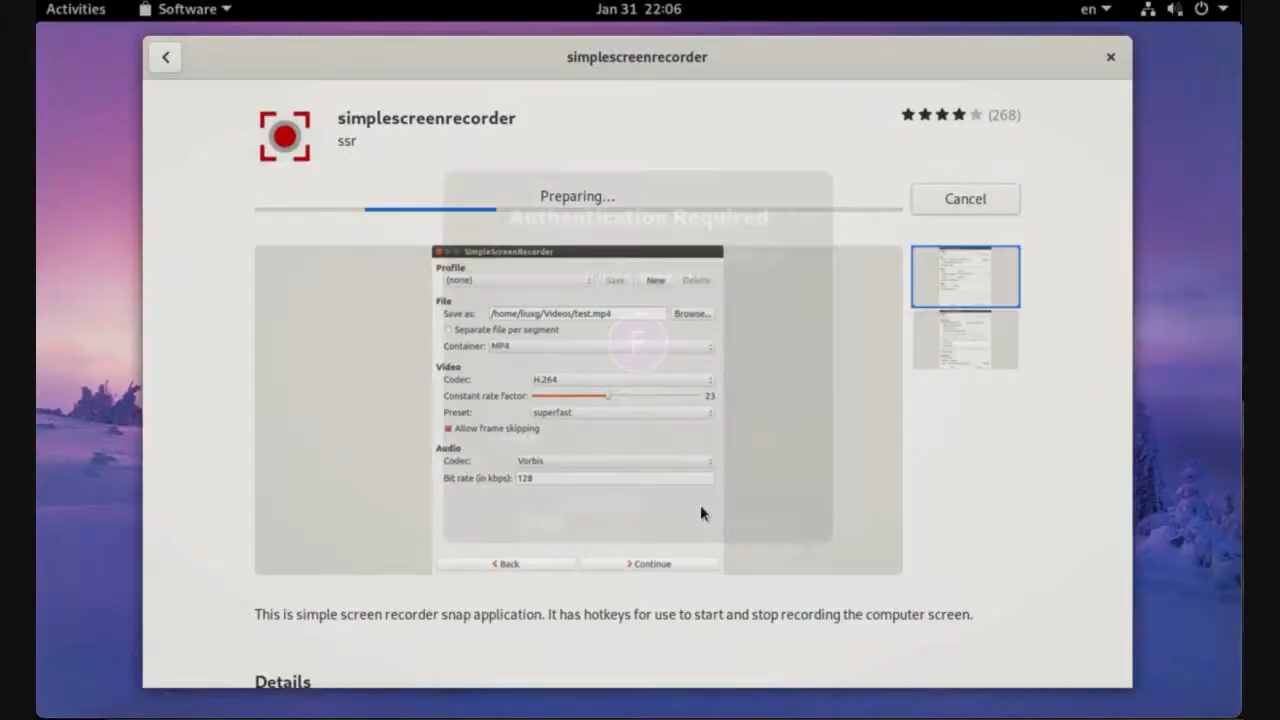 Activities
Software
Jan 31 22:06
en
simplescreenrecorder
simplescreenrecorder
ssr
(268)
Preparing...
Cancel
Authentication Required
SimpleScreenRecorder
Profile
(none)
Save
New
Delete
File
Save as:
/home/liuxg/Videos/test.mp4
Browse...
Separate file per segment
Container:
MP4
F
Video
Codec:
H.264
Constant rate factor:
23
Preset:
superfast
Allow frame skipping
Audio
Codec:
Vorbis
Bit rate (in kbps):
128
Back
Continue
This is simple screen recorder snap application. It has hotkeys for use to start and stop recording the computer screen.
Details